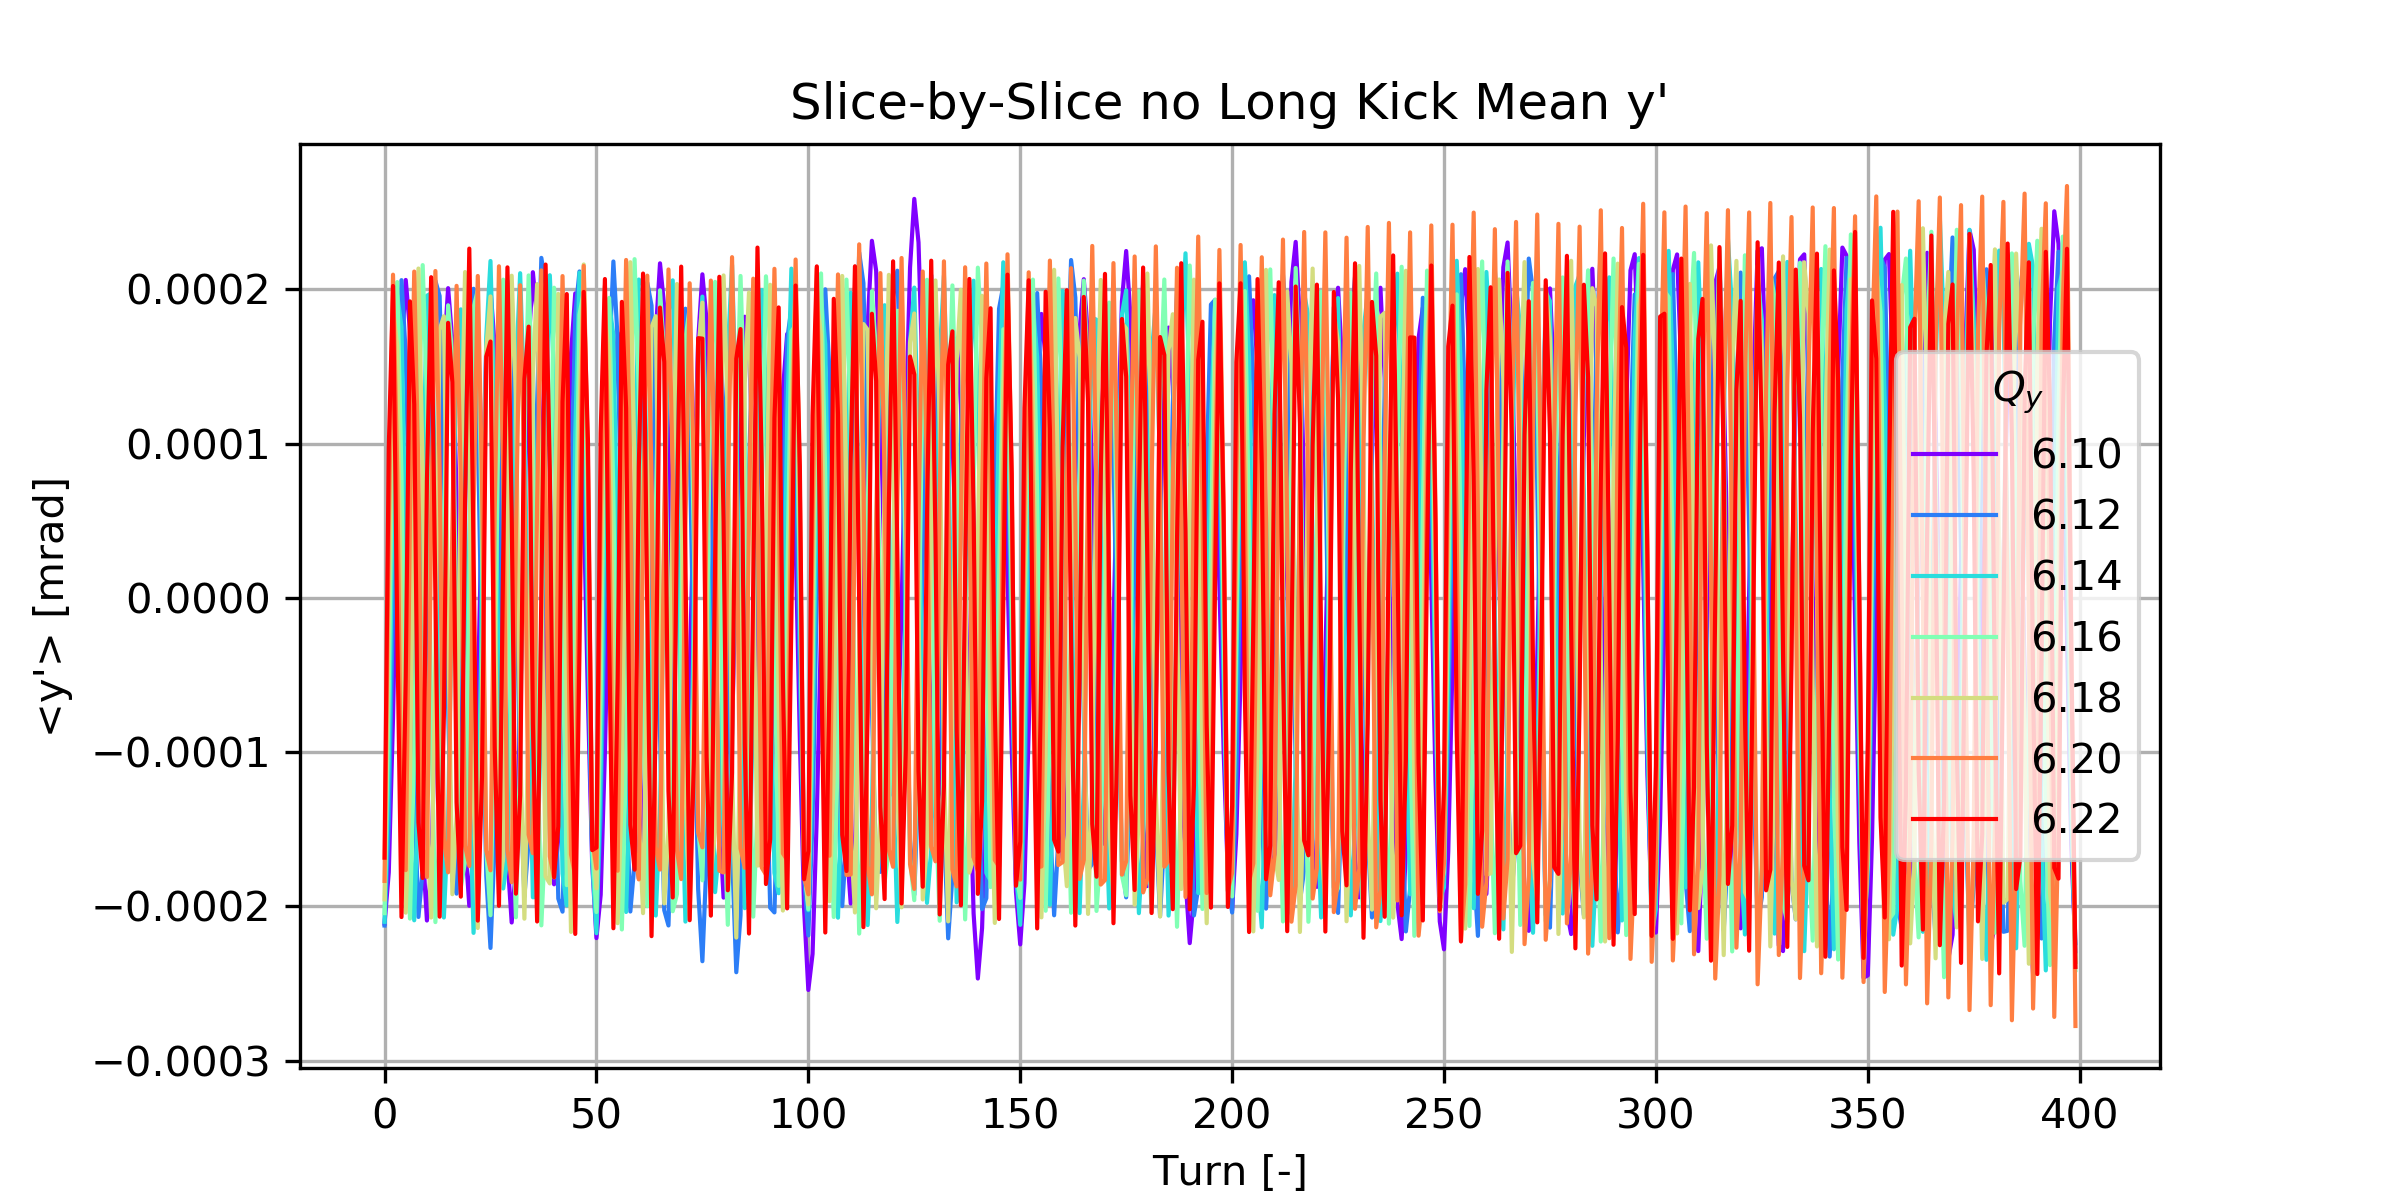 Slice-by-Slice no Long Kick Mean y'
<y'> [mrad]
0.0002
0.0001
0.0000
−0.0001
−0.0002
−0.0003
0 50 100 150 200 250 300 350 400
Turn [-]
Qy
6.10
6.12
6.14
6.16
6.18
6.20
6.22